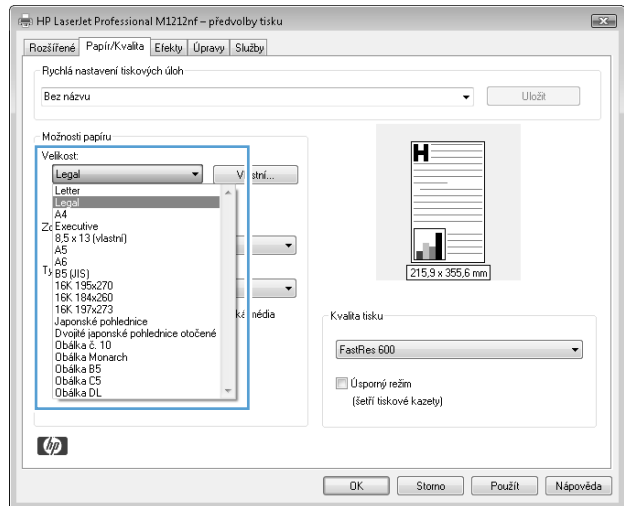 HP LaserJet Professional M1212nf – předvolby tisku
Rozšířené Papír/Kvalita Efekty Úpravy Služby
Rychlá nastavení tiskových úloh
Bez názvu
Uložit
Možnosti papíru
Velikost:
Legal
Letter
Legal
A4
Executive
8,5 x 13 (vlastní)
A5
A6
B5 (JIS)
16K 195x270
16K 184x260
16K 197x273
Japonské pohlednice
Dvojité japonské pohlednice otočené
Obálka č. 10
Obálka Monarch
Obálka B5
Obálka C5
Obálka DL
H
215,9 x 355,6 mm
Kvalita tisku
FastRes 600
Úsporný režim
(šetří tiskové kazety)
hp
OK Storno Použít Nápověda